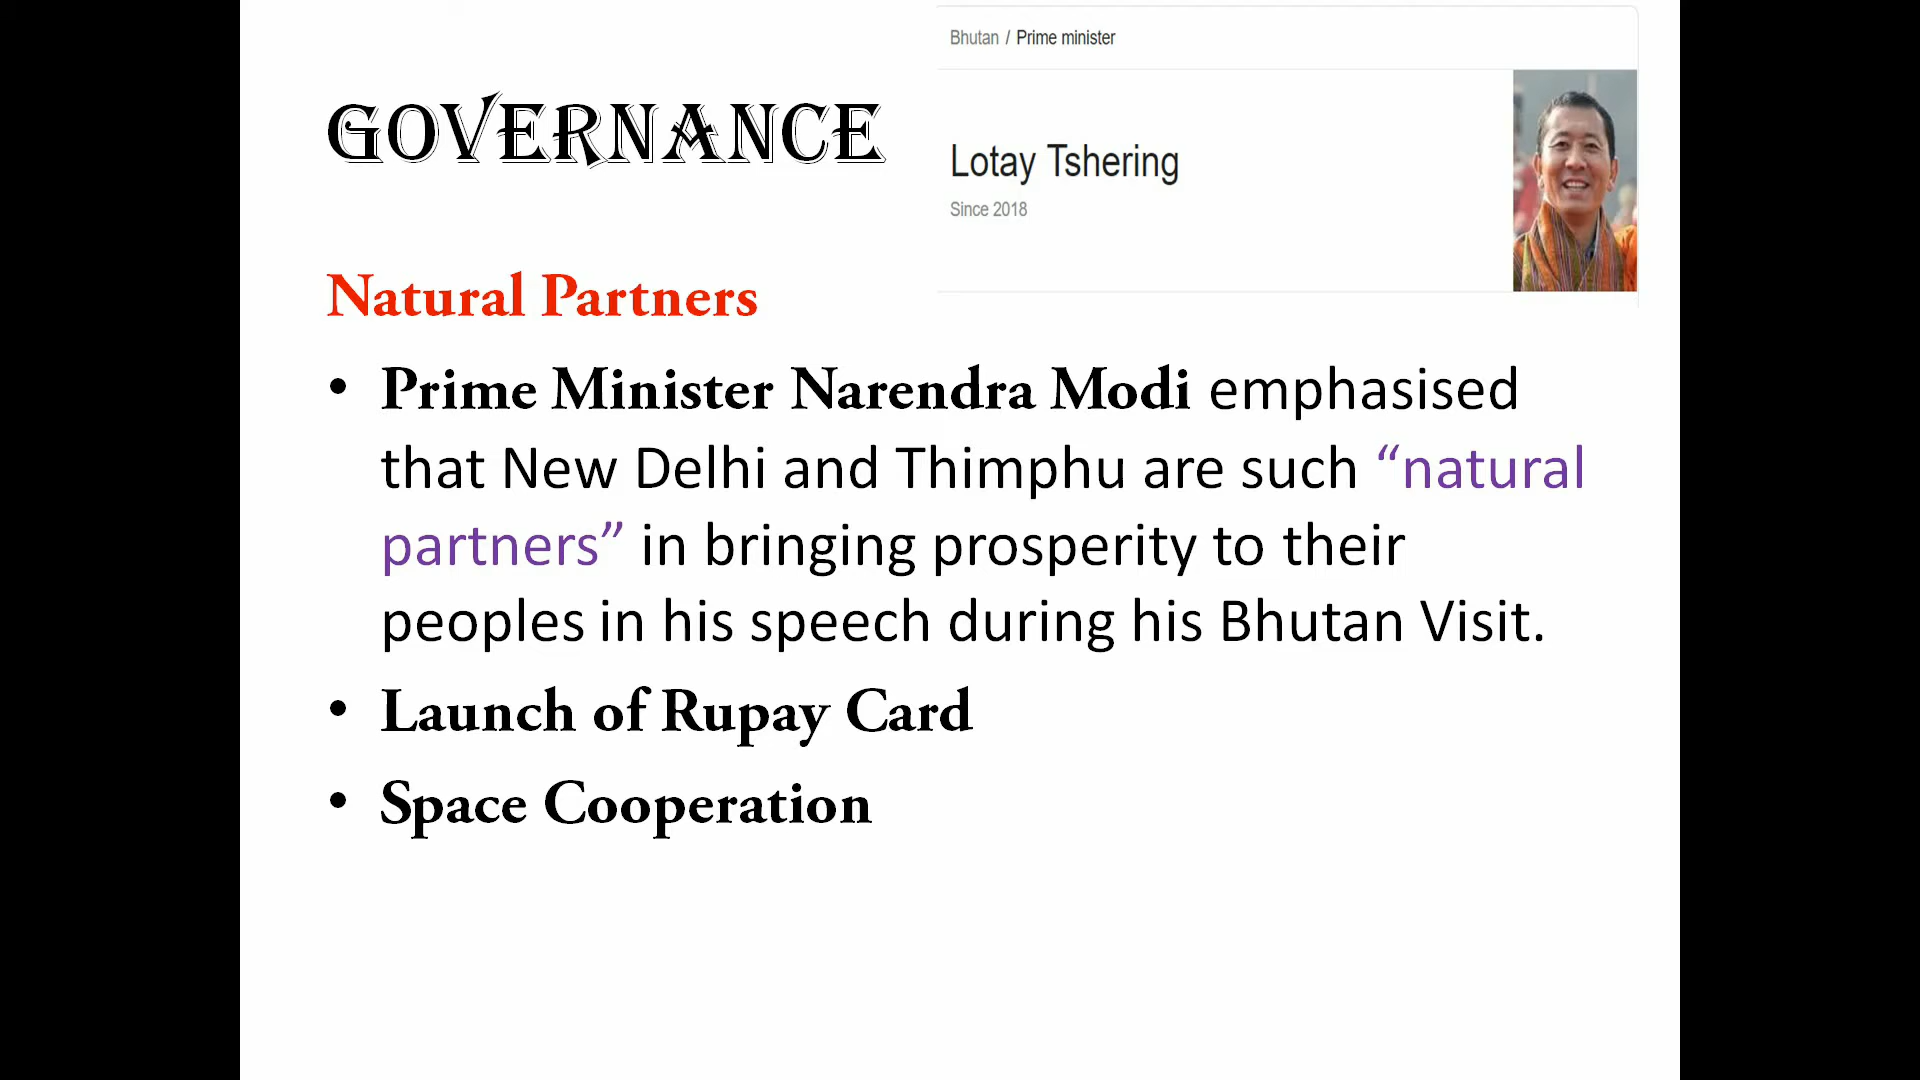 Bhutan / Prime minister
GOVERNANCE
Lotay Tshering
Since 2018
Natural Partners
• Prime Minister Narendra Modi emphasised
that New Delhi and Thimphu are such “natural
partners” in bringing prosperity to their
peoples in his speech during his Bhutan Visit.
• Launch of Rupay Card
• Space Cooperation